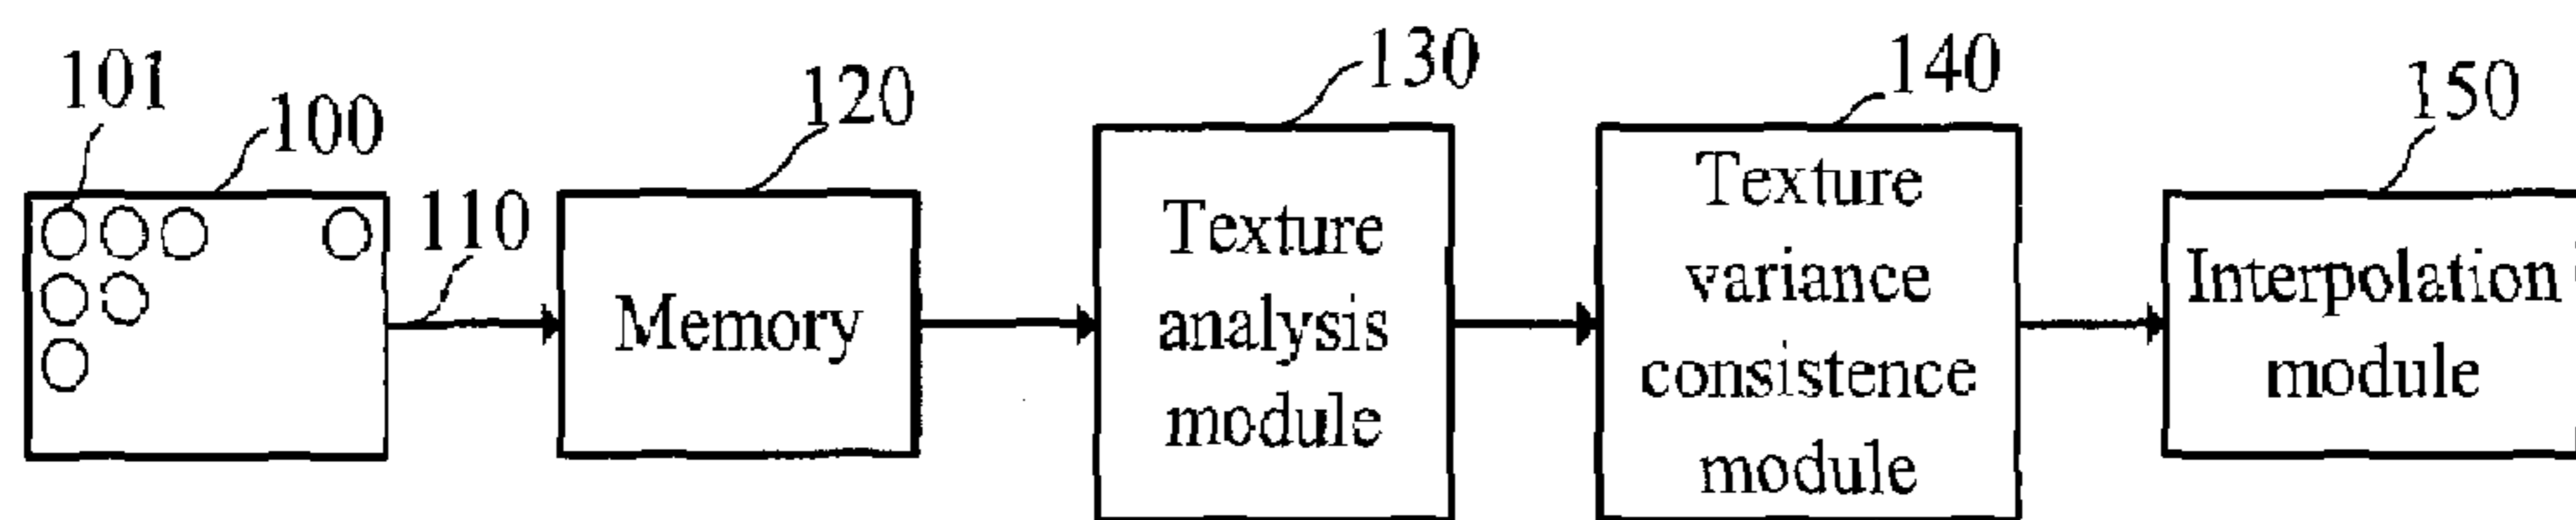 101
100
110
120
Memory
130
Texture
analysis
module
140
Texture
variance
consistence
module
150
Interpolation
module